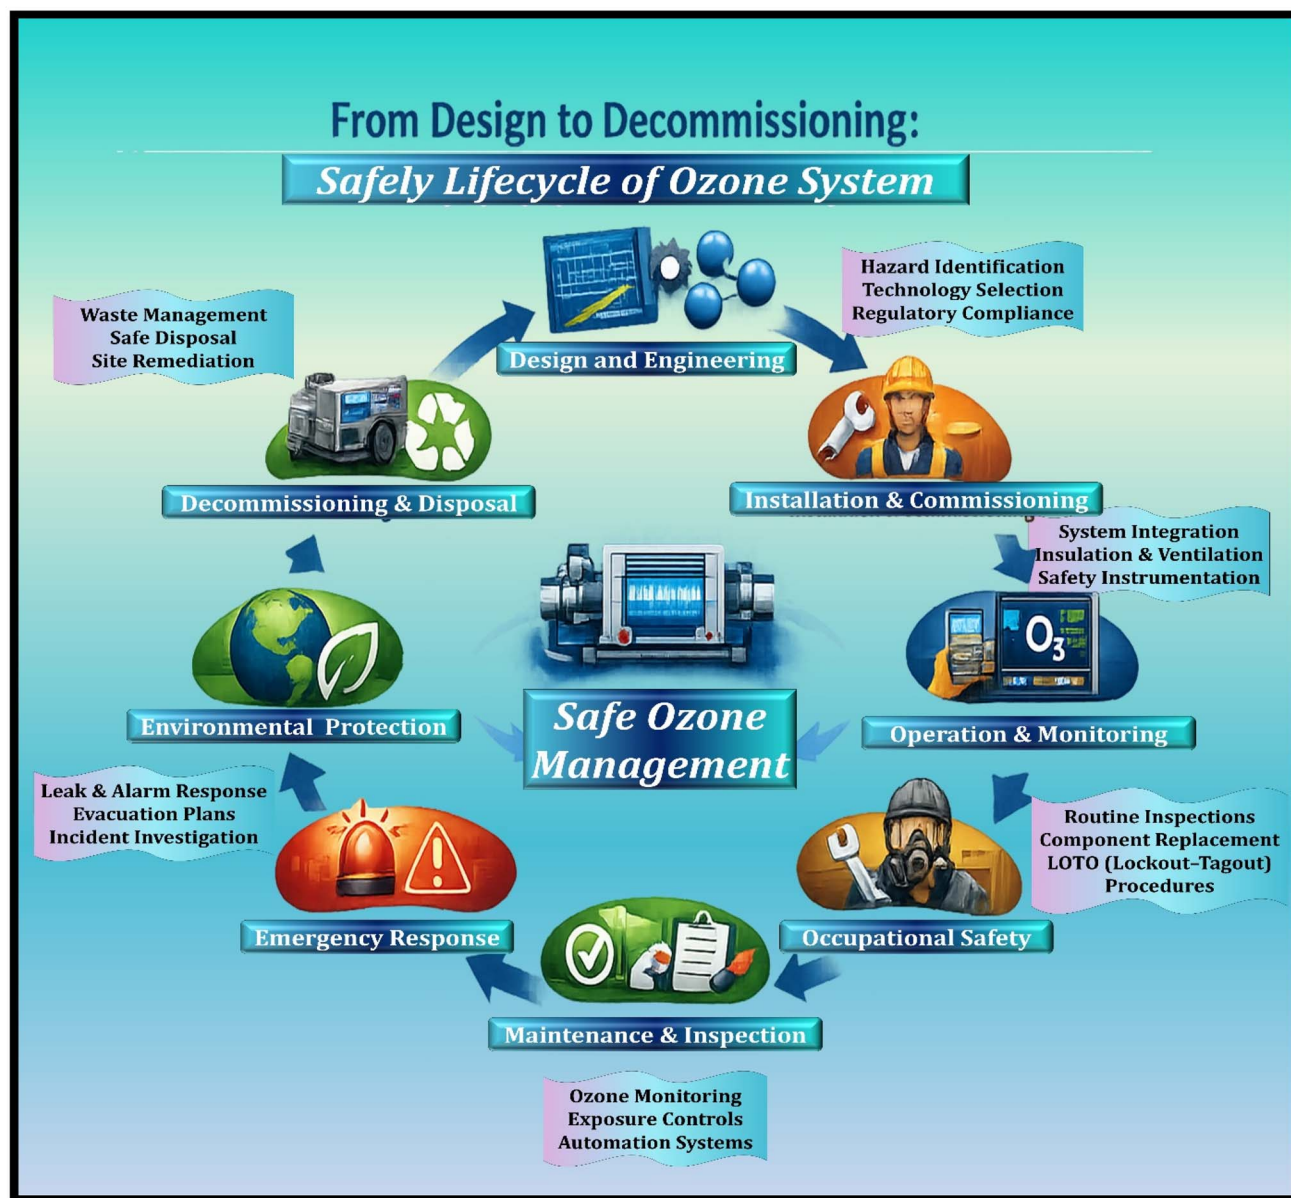 From Design to Decommissioning:
Safely Lifecycle of Ozone System
Hazard Identification
Technology Selection
Regulatory Compliance
Waste Management
Safe Disposal
Site Remediation
Design and Engineering
Decommissioning & Disposal
Installation & Commissioning
System Integration
Insulation & Ventilation
Safety Instrumentation
O3
Environmental Protection
Safe Ozone
Management
Operation & Monitoring
Leak & Alarm Response
Evacuation Plans
Incident Investigation
Routine Inspections
Component Replacement
LOTO (Lockout–Tagout)
Procedures
Emergency Response
Occupational Safety
Maintenance & Inspection
Ozone Monitoring
Exposure Controls
Automation Systems